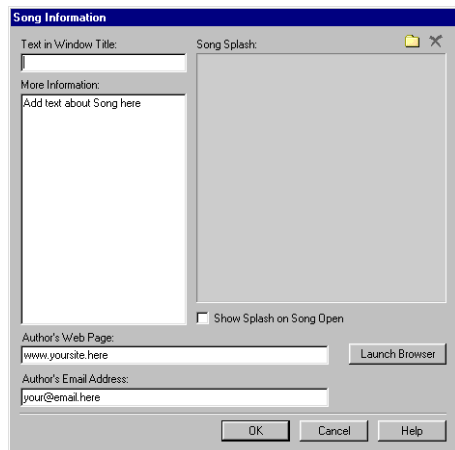 Song Information
Text in Window Title:
Song Splash:
More Information:
Add text about Song here
Show Splash on Song Open
Author's Web Page:
www.yoursite.here
Launch Browser
Author's Email Address:
your@email.here
OK
Cancel
Help